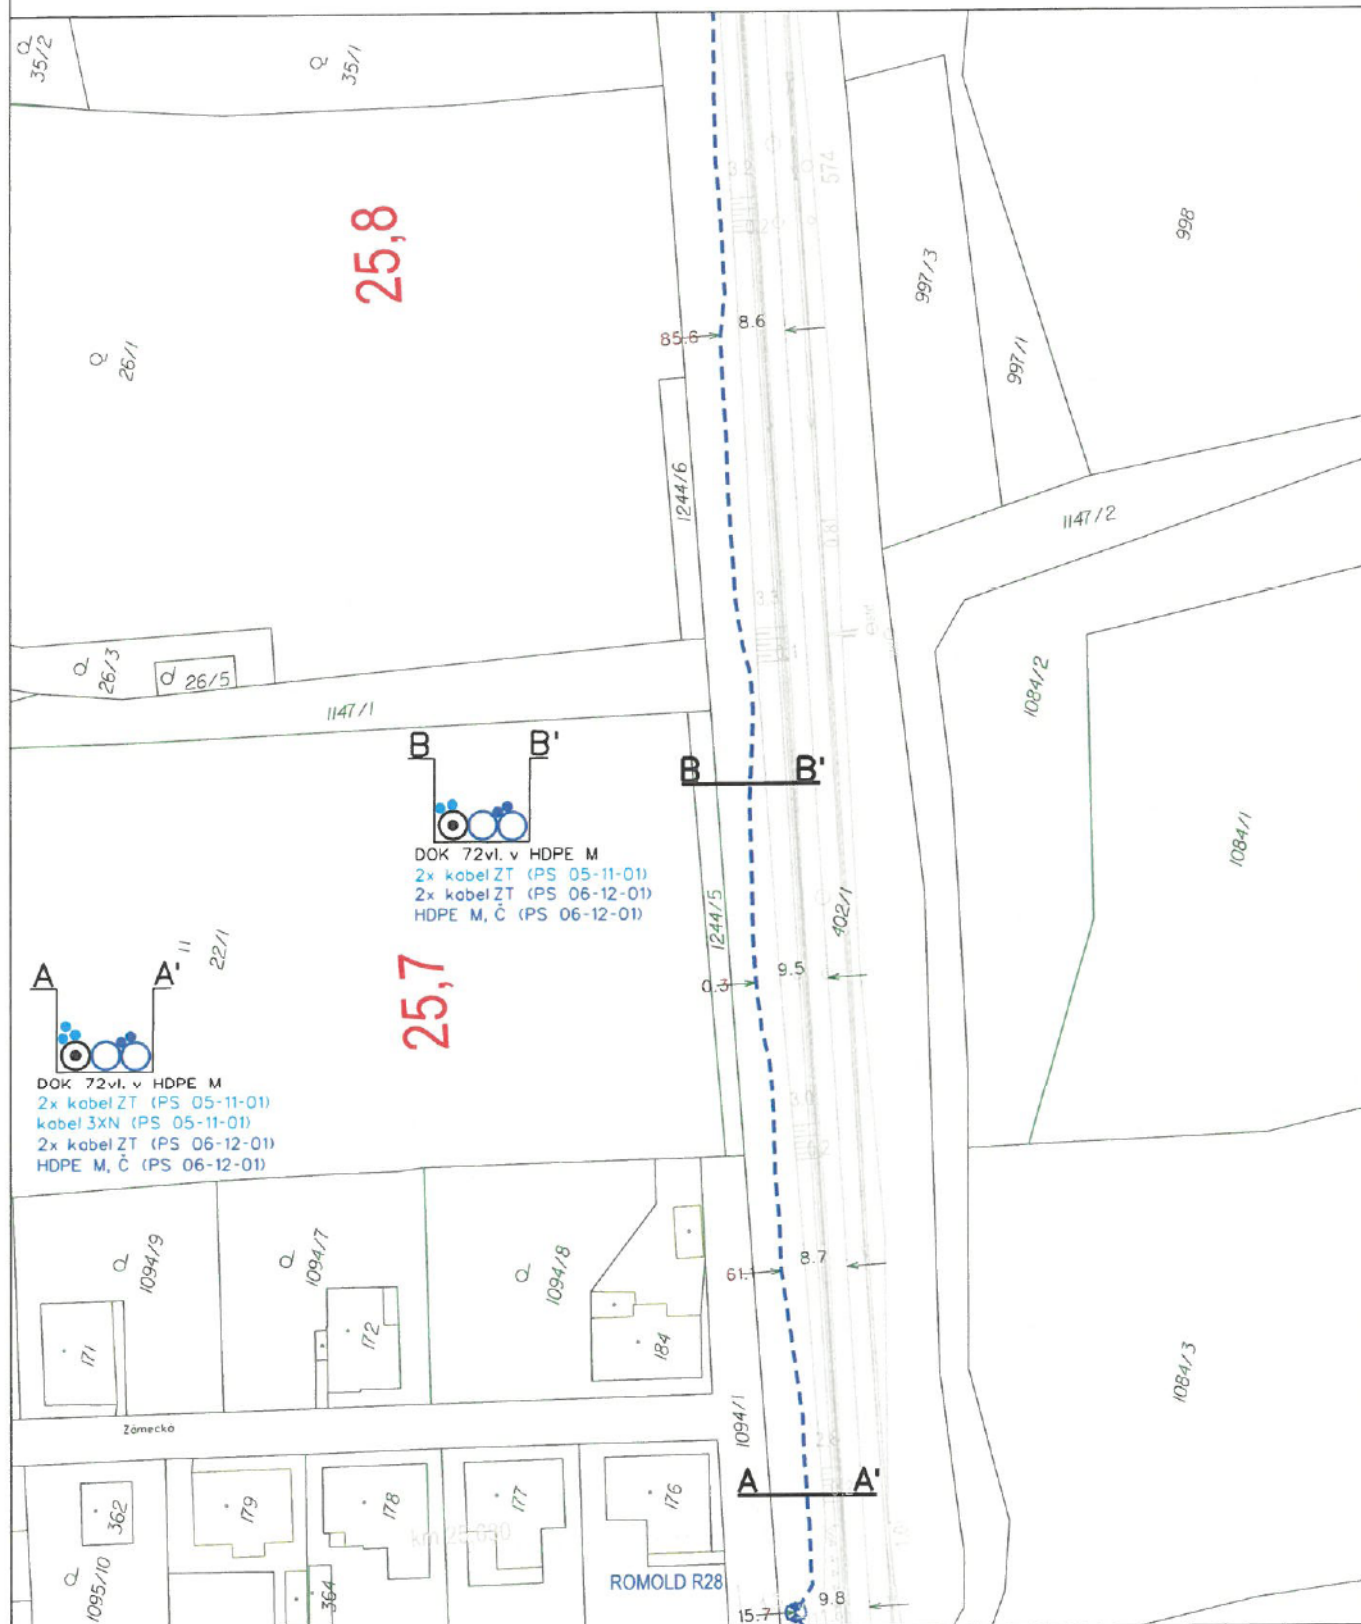 35/2
35/1
574
998
25,8
997/3
8.6
85.6
26/1
997/1
1244/6
1147/2
0.81
26/3
26/5
1084/2
1147/1
B B'
B B'
DOK 72vl. v HDPE M
2x kabel ZT (PS 05-11-01)
2x kabel ZT (PS 06-12-01)
HDPE M, Č (PS 06-12-01)
1084/1
1244/5
402/1
22/1
25,7
A A'
9.5
0.3
DOK 72vl. v HDPE M
2x kabel ZT (PS 05-11-01)
kabel 3XN (PS 05-11-01)
2x kabel ZT (PS 06-12-01)
HDPE M, Č (PS 06-12-01)
3.0
1094/9
1094/7
1094/8
8.7
61.1
171
172
184
1084/3
Zámecká
1094/1
A A'
362
179
178
177
176
1095/10
364
ROMOLD R28
15.7
9.8